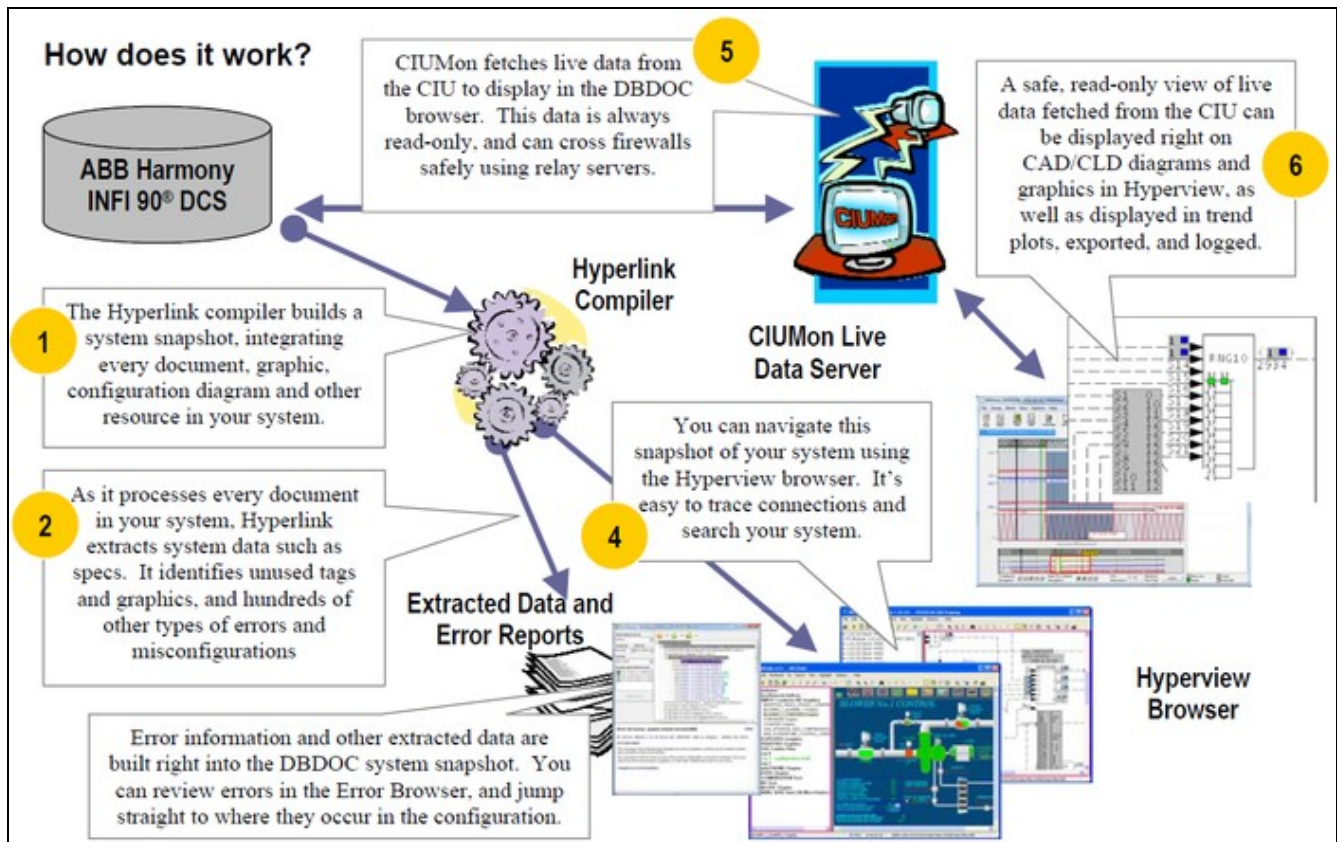 How does it work?
ABB Harmony
INFI 90® DCS
CIUMon fetches live data from
the CIU to display in the DBDOC
browser. This data is always
read-only, and can cross firewalls
safely using relay servers.
5
CIUMon
A safe, read-only view of live
data fetched from the CIU can
be displayed right on
CAD/CLD diagrams and
graphics in Hyperview, as
well as displayed in trend
plots, exported, and logged.
6
Hyperlink
Compiler
1
The Hyperlink compiler builds a
system snapshot, integrating
every document, graphic,
configuration diagram and other
resource in your system.
CIUMon Live
Data Server
2
As it processes every document
in your system, Hyperlink
extracts system data such as
specs. It identifies unused tags
and graphics, and hundreds of
other types of errors and
misconfigurations
4
You can navigate this
snapshot of your system using
the Hyperview browser. It's
easy to trace connections and
search your system.
Extracted Data and
Error Reports
BLOWER No.1 CONTROL
Hyperview
Browser
Error information and other extracted data are
built right into the DBDOC system snapshot. You
can review errors in the Error Browser, and jump
straight to where they occur in the configuration.